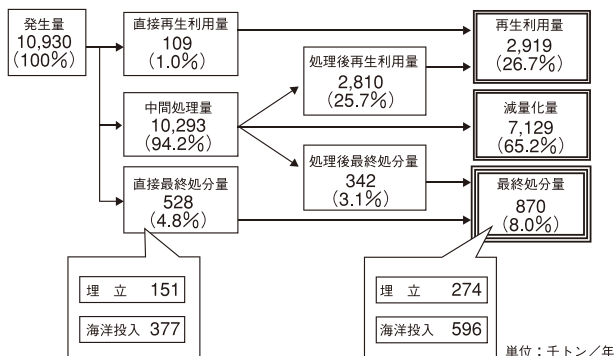 発生量
10,930
(100%)
直接再生利用量
109
(1.0%)
中間処理量
10,293
(94.2%)
直接最終処分量
528
(4.8%)
処理後再生利用量
2,810
(25.7%)
処理後最終処分量
342
(3.1%)
再生利用量
2,919
(26.7%)
減量化量
7,129
(65.2%)
最終処分量
870
(8.0%)
埋 立 151
海洋投入 377
埋 立 274
海洋投入 596
単位：千トン／年